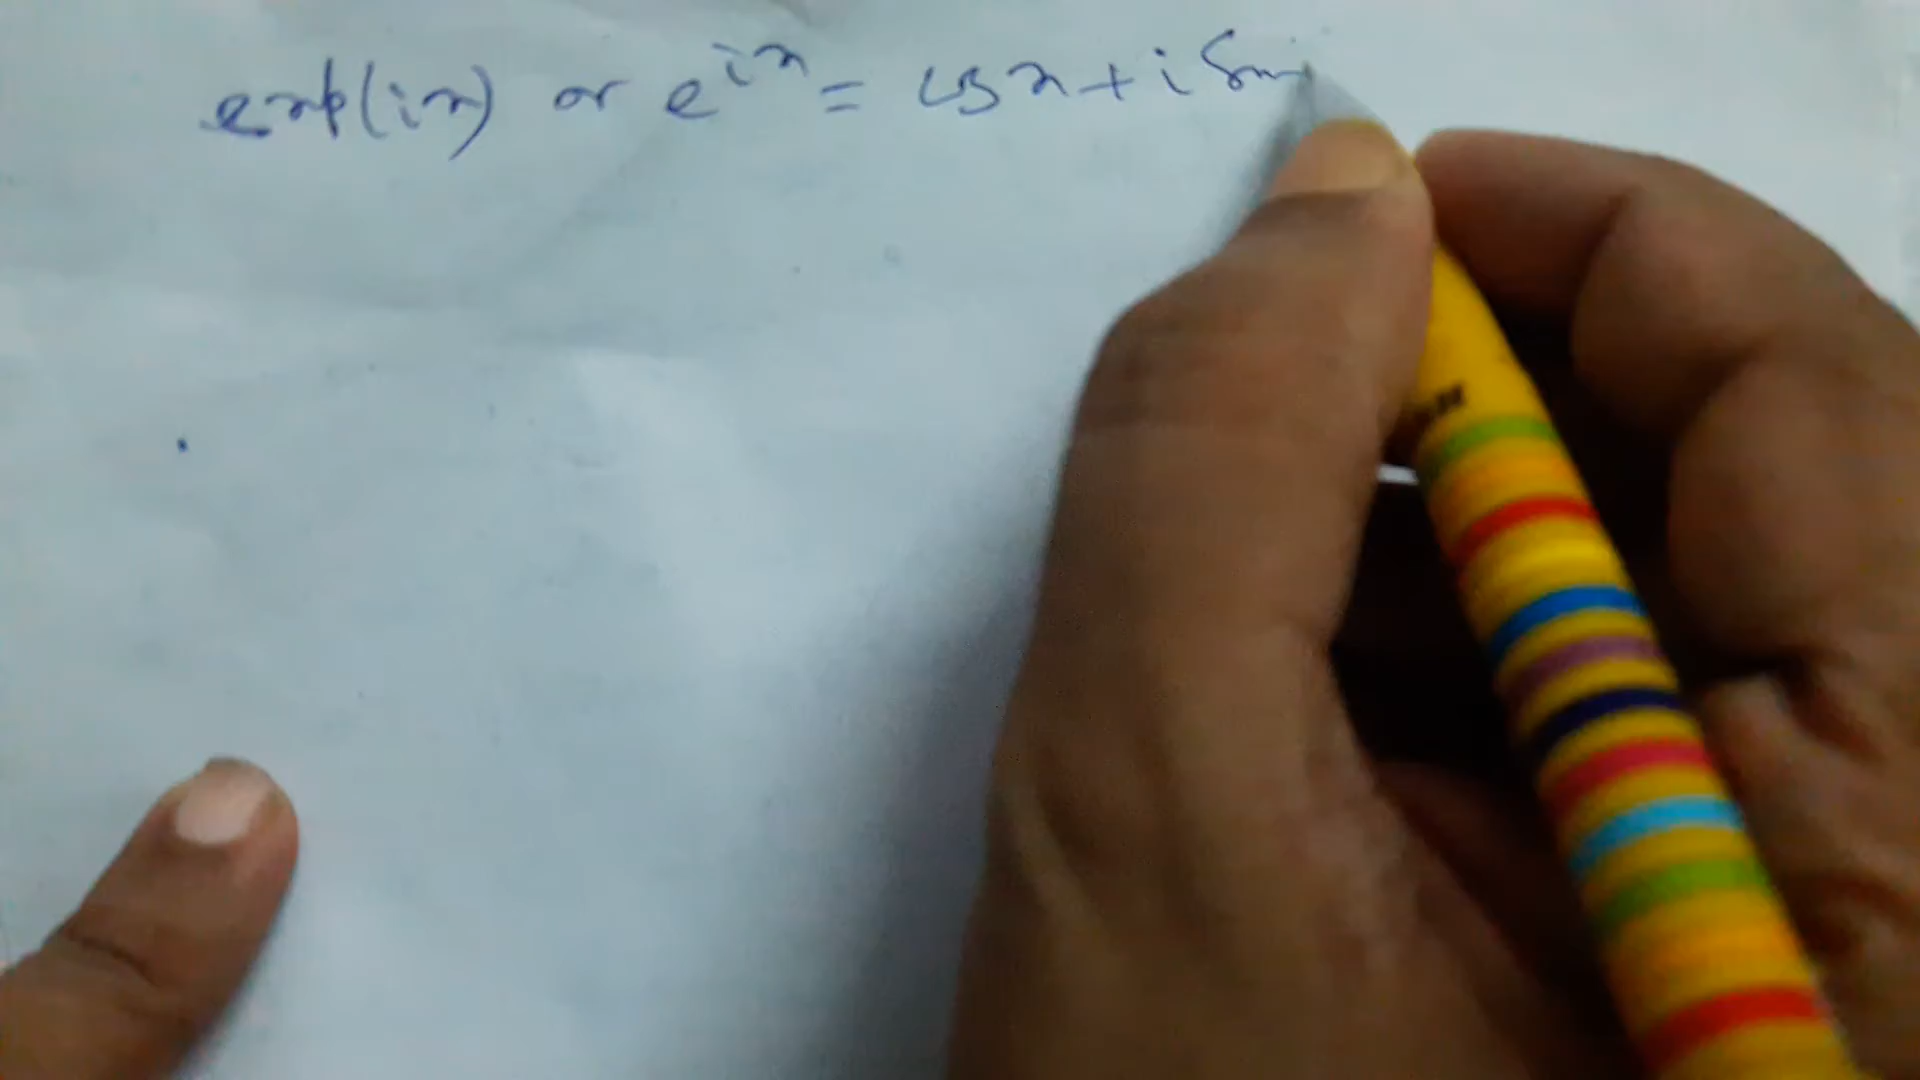 exp(ix) or e^{ix} = cos x + i sin